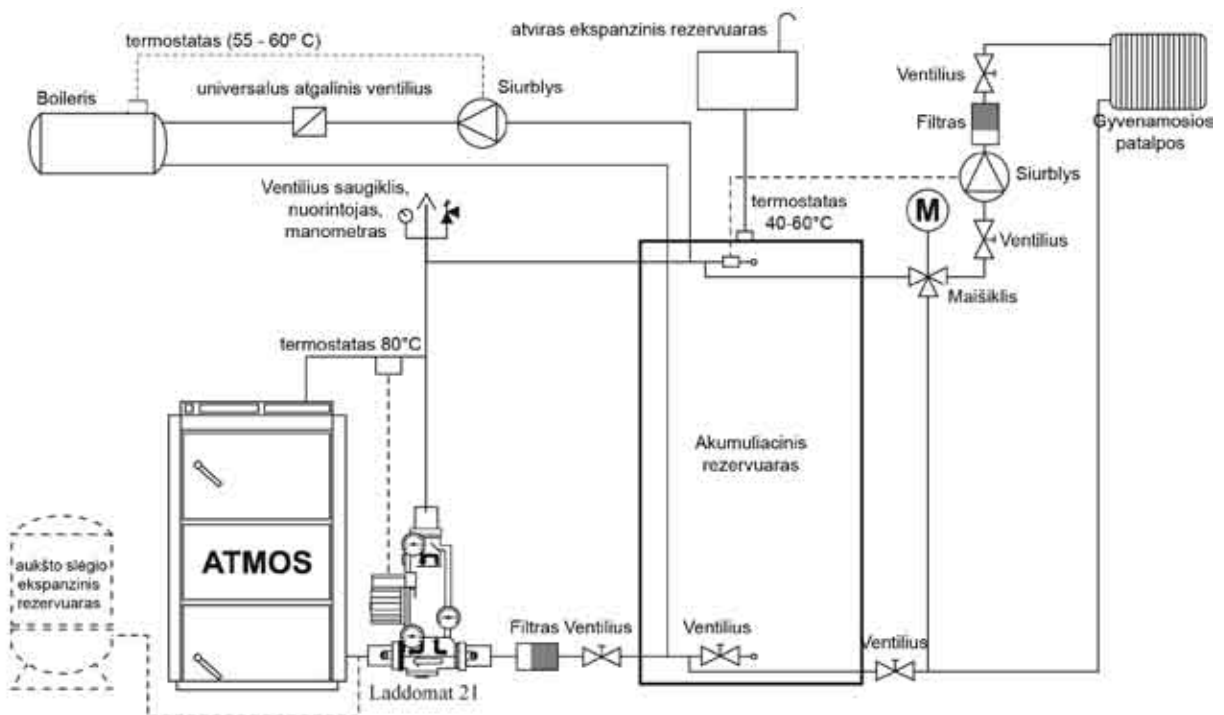 atviras ekspanzinis rezervuaras
termostatas (55 - 60º C)
Boileris
universalus atgalinis ventilius
Siurblys
Ventilius
Filtras
Gyvenamosios
patalpos
Siurblys
Ventilius saugiklis,
nuorintojas,
manometras
termostatas
40-60°C
M
Ventilius
Maišiklis
termostatas 80°C
Akumuliacinis
rezervuaras
ATMOS
aukšto slėgio
ekspanzinis
rezervuaras
Filtras Ventilius
Ventilius
Ventilius
Laddomat 21